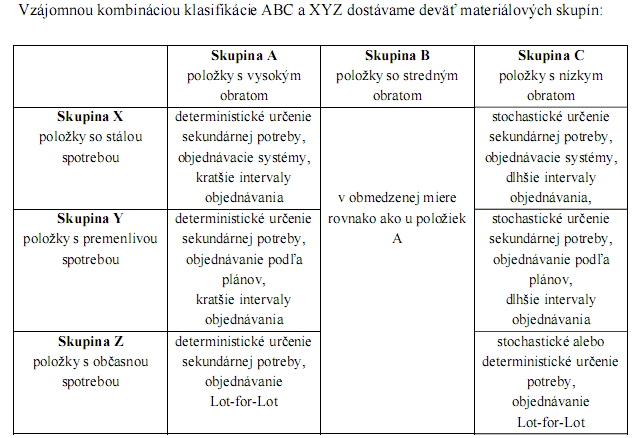 Vzájomnou kombináciou klasifikácie ABC a XYZ dostávame deväť materiálových skupín:
Skupina A
položky s vysokým
obratom
Skupina B
položky so stredným
obratom
Skupina C
položky s nízkym
obratom
Skupina X
položky so stálou
spotrebou
deterministické určenie
sekundárnej potreby,
objednávacie systémy,
kratšie intervaly
objednávania
v obmedzenej miere
rovnako ako u položiek
A
stochastické určenie
sekundárnej potreby,
objednávacie systémy,
dlhšie intervaly
objednávania,
Skupina Y
položky s premenlivou
spotrebou
deterministické určenie
sekundárnej potreby,
objednávanie podľa
plánov,
kratšie intervaly
objednávania
stochastické určenie
sekundárnej potreby,
objednávanie podľa
plánov,
dlhšie intervaly
objednávania
Skupina Z
položky s občasnou
spotrebou
deterministické určenie
sekundárnej potreby,
objednávanie
Lot-for-Lot
stochastické alebo
deterministické určenie
potreby,
objednávanie
Lot-for-Lot